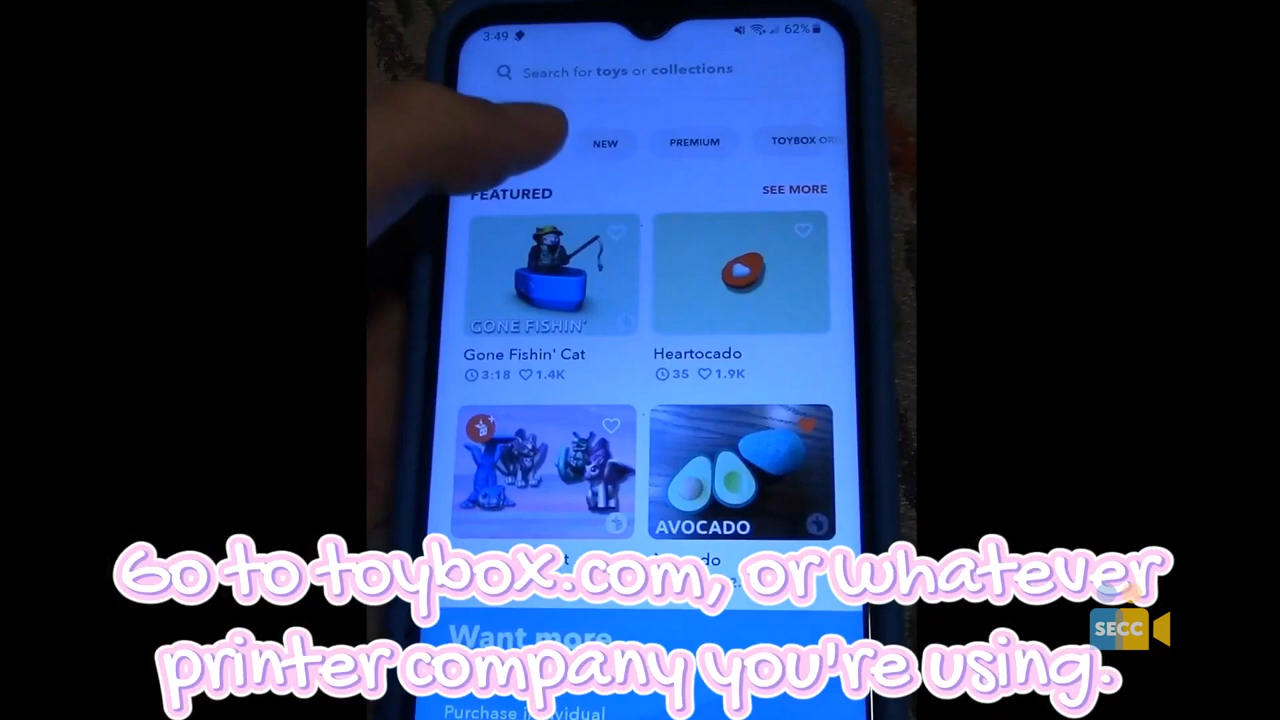 3:49
62%
Search for toys or collections
NEW
PREMIUM
TOYBOX
FEATURED
SEE MORE
GONE FISHIN'
Gone Fishin' Cat
Heartocado
3:18 1.4K
35 1.9K
AVOCADO
Go to toybox.com, or whatever
printer company you're using.
SECC
Want more
Purchase individual